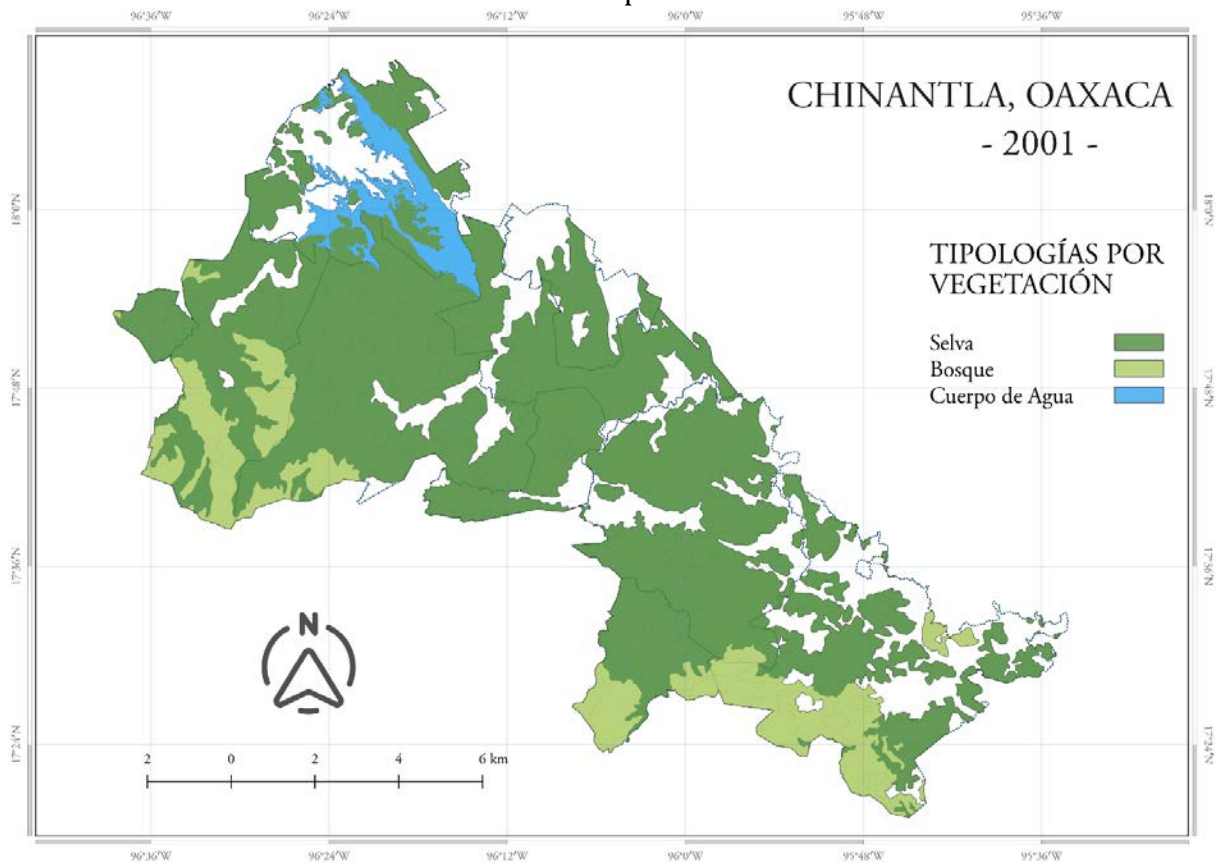 96°36'W 96°24'W 96°12'W 96°0'W 95°48'W 95°36'W
CHINANTLA, OAXACA
- 2001 -
18°0'N 18°0'N
TIPOLOGÍAS POR
VEGETACIÓN
Selva
Bosque
Cuerpo de Agua
17°48'N 17°48'N
17°36'N 17°36'N
N
17°24'N 17°24'N
2 0 2 4 6 km
96°36'W 96°24'W 96°12'W 96°0'W 95°48'W 95°36'W